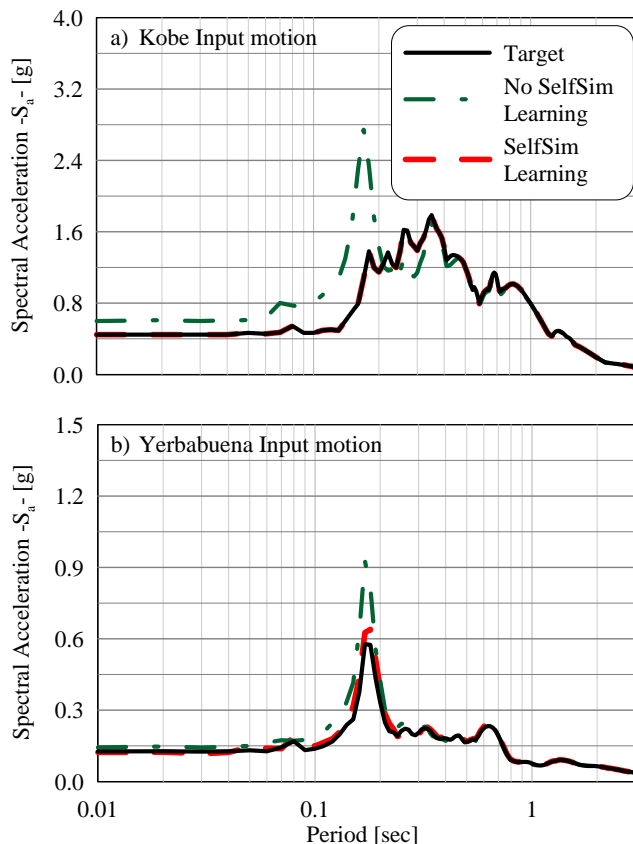 4.0
a) Kobe Input motion
Target
No SelfSim
Learning
SelfSim
Learning
3.2
2.4
1.6
0.8
0.0
Spectral Acceleration -Sa- [g]
1.5
b) Yerbabuena Input motion
1.2
0.9
0.6
0.3
0.0
Spectral Acceleration -Sa- [g]
0.01 0.1 1
Period [sec]